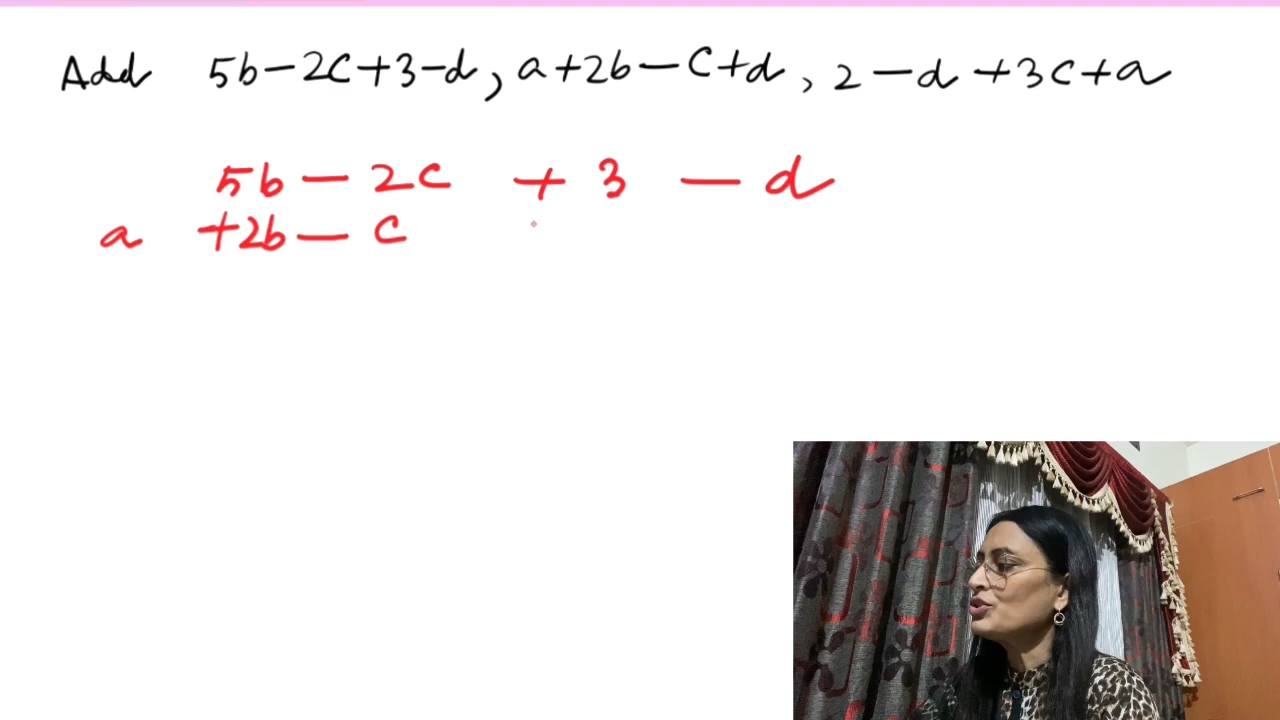 Add 5b-2c+3-d, a+2b-c+d, 2-d+3c+a
5b - 2c + 3 - d
a +2b - c